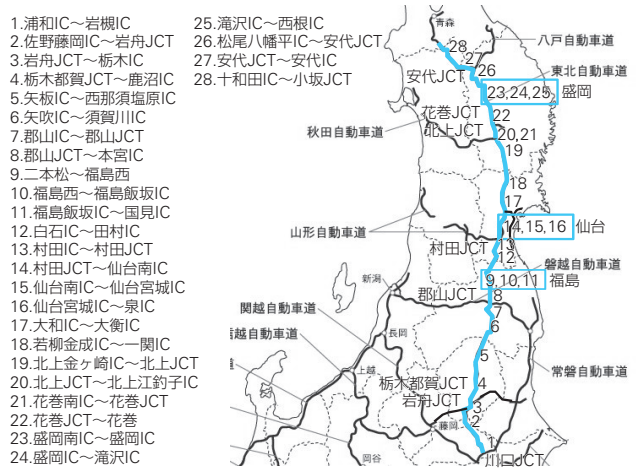 1.浦和IC～岩槻IC
2.佐野藤岡IC～岩舟JCT
3.岩舟JCT～栃木IC
4.栃木都賀JCT～鹿沼IC
5.矢板IC～西那須塩原IC
6.矢吹IC～須賀川IC
7.郡山IC～郡山JCT
8.郡山JCT～本宮IC
9.二本松～福島西
10.福島西～福島飯坂IC
11.福島飯坂IC～国見IC
12.白石IC～田村IC
13.村田IC～村田JCT
14.村田JCT～仙台南IC
15.仙台南IC～仙台宮城IC
16.仙台宮城IC～泉IC
17.大和IC～大衡IC
18.若柳金成IC～一関IC
19.北上金ヶ崎IC～北上JCT
20.北上JCT～北上江釣子IC
21.花巻南IC～花巻JCT
22.花巻JCT～花巻
23.盛岡南IC～盛岡IC
24.盛岡IC～滝沢IC
25.滝沢IC～西根IC
26.松尾八幡平IC～安代JCT
27.安代JCT～安代IC
28.十和田IC～小坂JCT
青森
28
八戸自動車道
27
安代JCT
26
東北自動車道
23,24,25 盛岡
花巻JCT
22
秋田自動車道
北上JCT
20,21
19
18
17
14,15,16 仙台
山形自動車道
村田JCT
13
12
磐越自動車道
新潟
9,10,11 福島
郡山JCT
8
関越自動車道
7
6
長岡
信越自動車道
5
上越
常磐自動車道
道
栃木都賀JCT
4
岩舟JCT
3
藤岡
2
1
岡谷
川口JCT